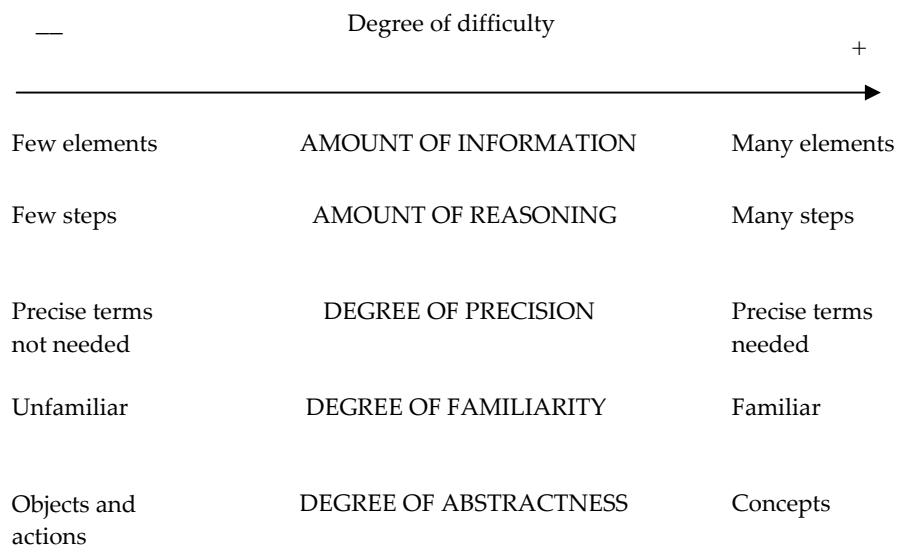 __ Degree of difficulty +
Few elements AMOUNT OF INFORMATION Many elements
Few steps AMOUNT OF REASONING Many steps
Precise terms DEGREE OF PRECISION Precise terms
not needed needed
Unfamiliar DEGREE OF FAMILIARITY Familiar
Objects and DEGREE OF ABSTRACTNESS Concepts
actions